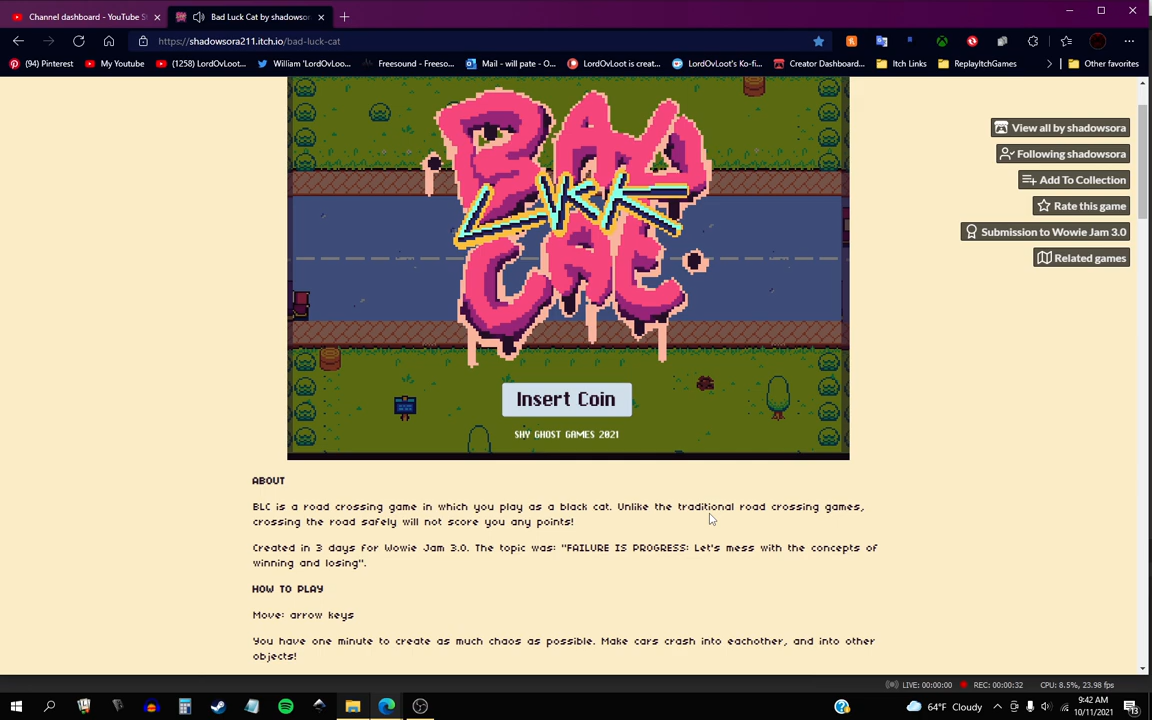 Channel dashboard - YouTube S
Bad Luck Cat by shadowsor
https://shadowsora211.itch.io/bad-luck-cat
(94) Pinterest
My Youtube
(1258) LordOvLoot...
William 'LordOvLoo...
Freesound - Freeso...
Mail - will pate - O...
LordOvLoot is creat...
LordOvLoot's Ko-fi...
Creator Dashboard...
Itch Links
ReplayItchGames
Other favorites
BAD
LUCK
CAT
Insert Coin
SHY GHOST GAMES 2021
View all by shadowsora
Following shadowsora
Add To Collection
Rate this game
Submission to Wowie Jam 3.0
Related games
ABOUT
BLC is a road crossing game in which you play as a black cat. Unlike the traditional road crossing games,
crossing the road safely will not score you any points!
Created in 3 days for Wowie Jam 3.0. The topic was: "FAILURE IS PROGRESS: Let's mess with the concepts of
winning and losing".
HOW TO PLAY
Move: arrow keys
You have one minute to create as much chaos as possible. Make cars crash into eachother, and into other
objects!
LIVE: 00:00:00
REC: 00:00:32
CPU: 8.5%, 23.98 fps
64°F Cloudy
9:42 AM
10/11/2021
13